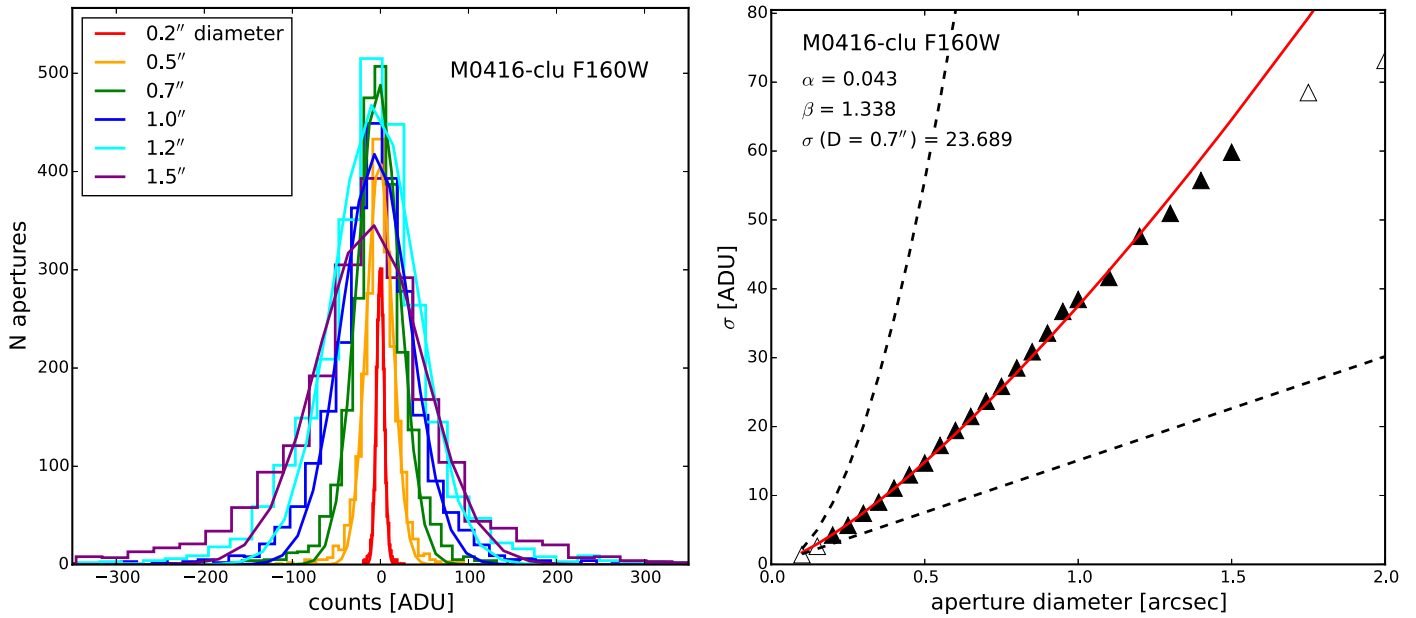 0.2″ diameter
0.5″
0.7″
1.0″
1.2″
1.5″
M0416-clu F160W
500
400
300
200
100
0
−300 −200 −100 0 100 200 300
counts [ADU]
N apertures
M0416-clu F160W
α = 0.043
β = 1.338
σ (D = 0.7″) = 23.689
80
70
60
50
40
30
20
10
0
0.0 0.5 1.0 1.5 2.0
aperture diameter [arcsec]
σ [ADU]